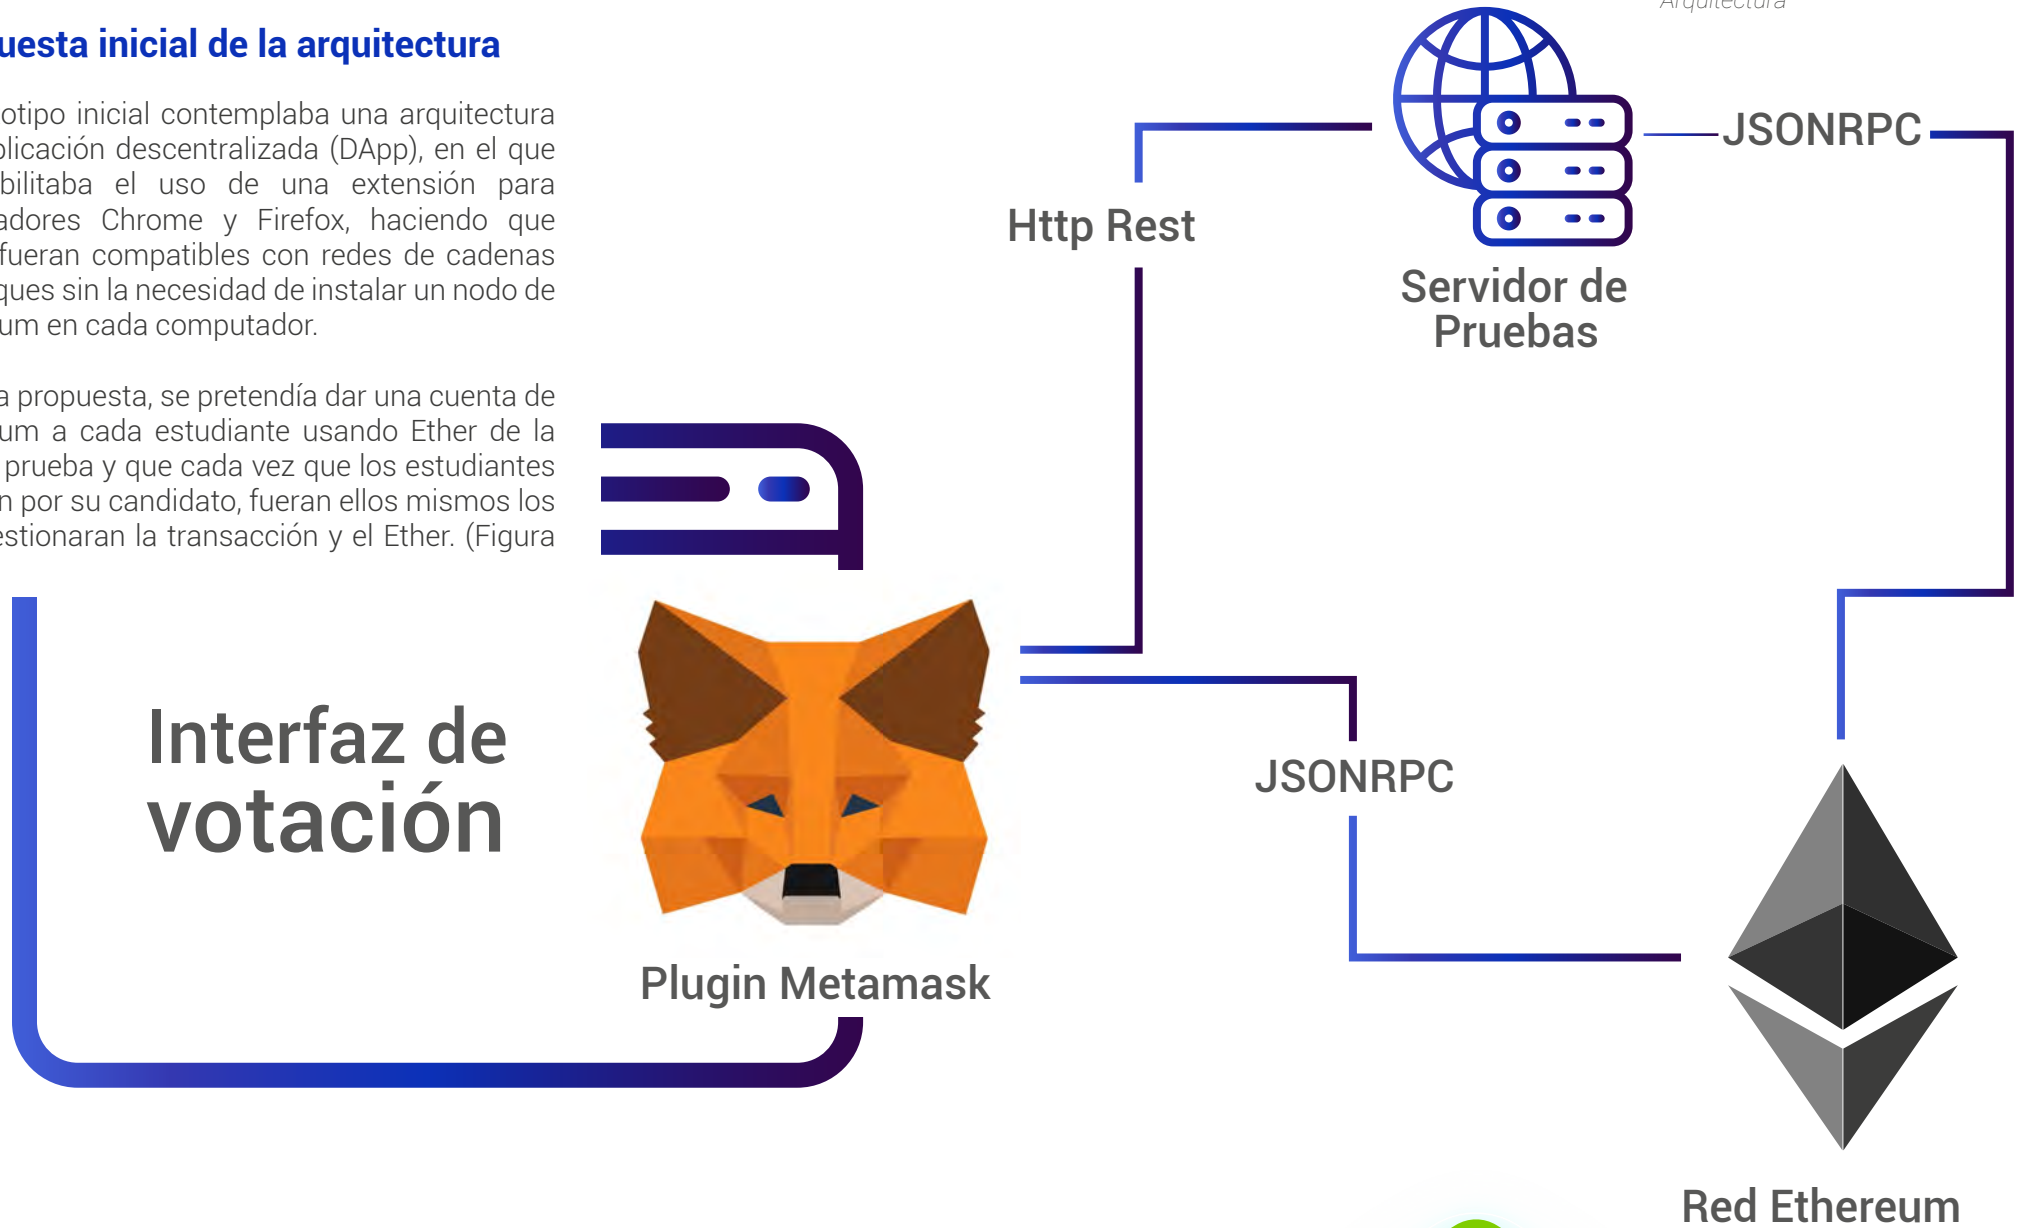 Arquitectura
uesta inicial de la arquitectura
otipo inicial contemplaba una arquitectura
plicación descentralizada (DApp), en el que
bilitaba el uso de una extensión para
adores Chrome y Firefox, haciendo que
fueran compatibles con redes de cadenas
ques sin la necesidad de instalar un nodo de
um en cada computador.
a propuesta, se pretendía dar una cuenta de
um a cada estudiante usando Ether de la
prueba y que cada vez que los estudiantes
n por su candidato, fueran ellos mismos los
estionaran la transacción y el Ether. (Figura
JSONRPC
Http Rest
Servidor de
Pruebas
Interfaz de
votación
JSONRPC
Plugin Metamask
Red Ethereum